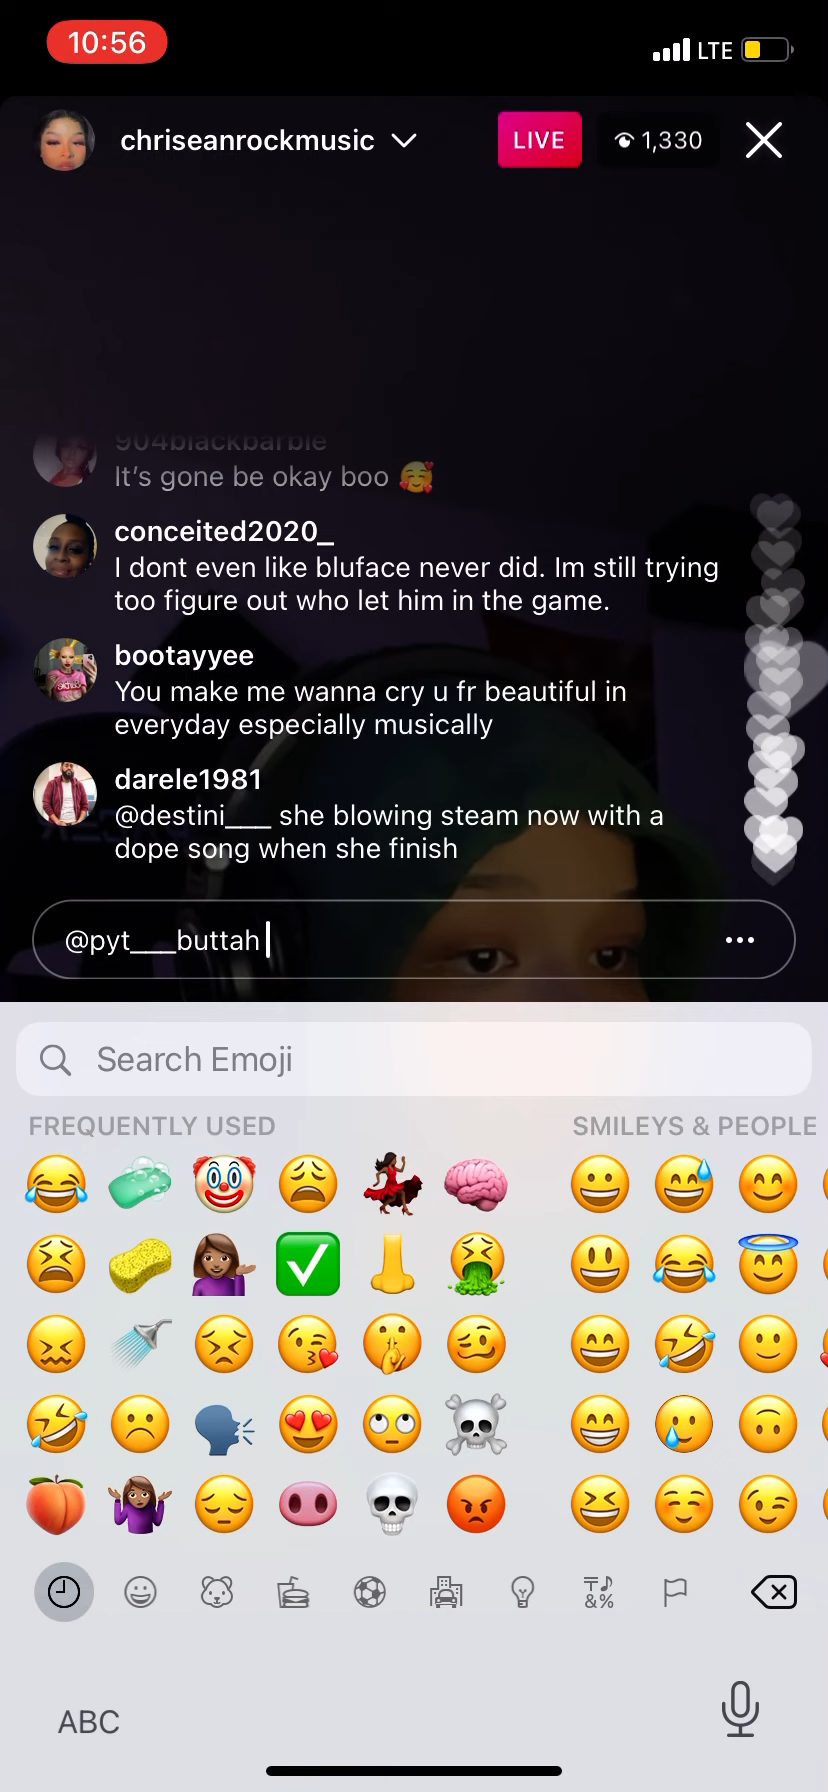 10:56
LTE
chriseanrockmusic
LIVE
1,330
904blackbarbie
It's gone be okay boo 🥰
conceited2020_
I dont even like bluface never did. Im still trying
too figure out who let him in the game.
bootayyee
You make me wanna cry u fr beautiful in
everyday especially musically
darele1981
@destini___ she blowing steam now with a
dope song when she finish
@pyt___buttah
Search Emoji
FREQUENTLY USED
SMILEYS & PEOPLE
ABC